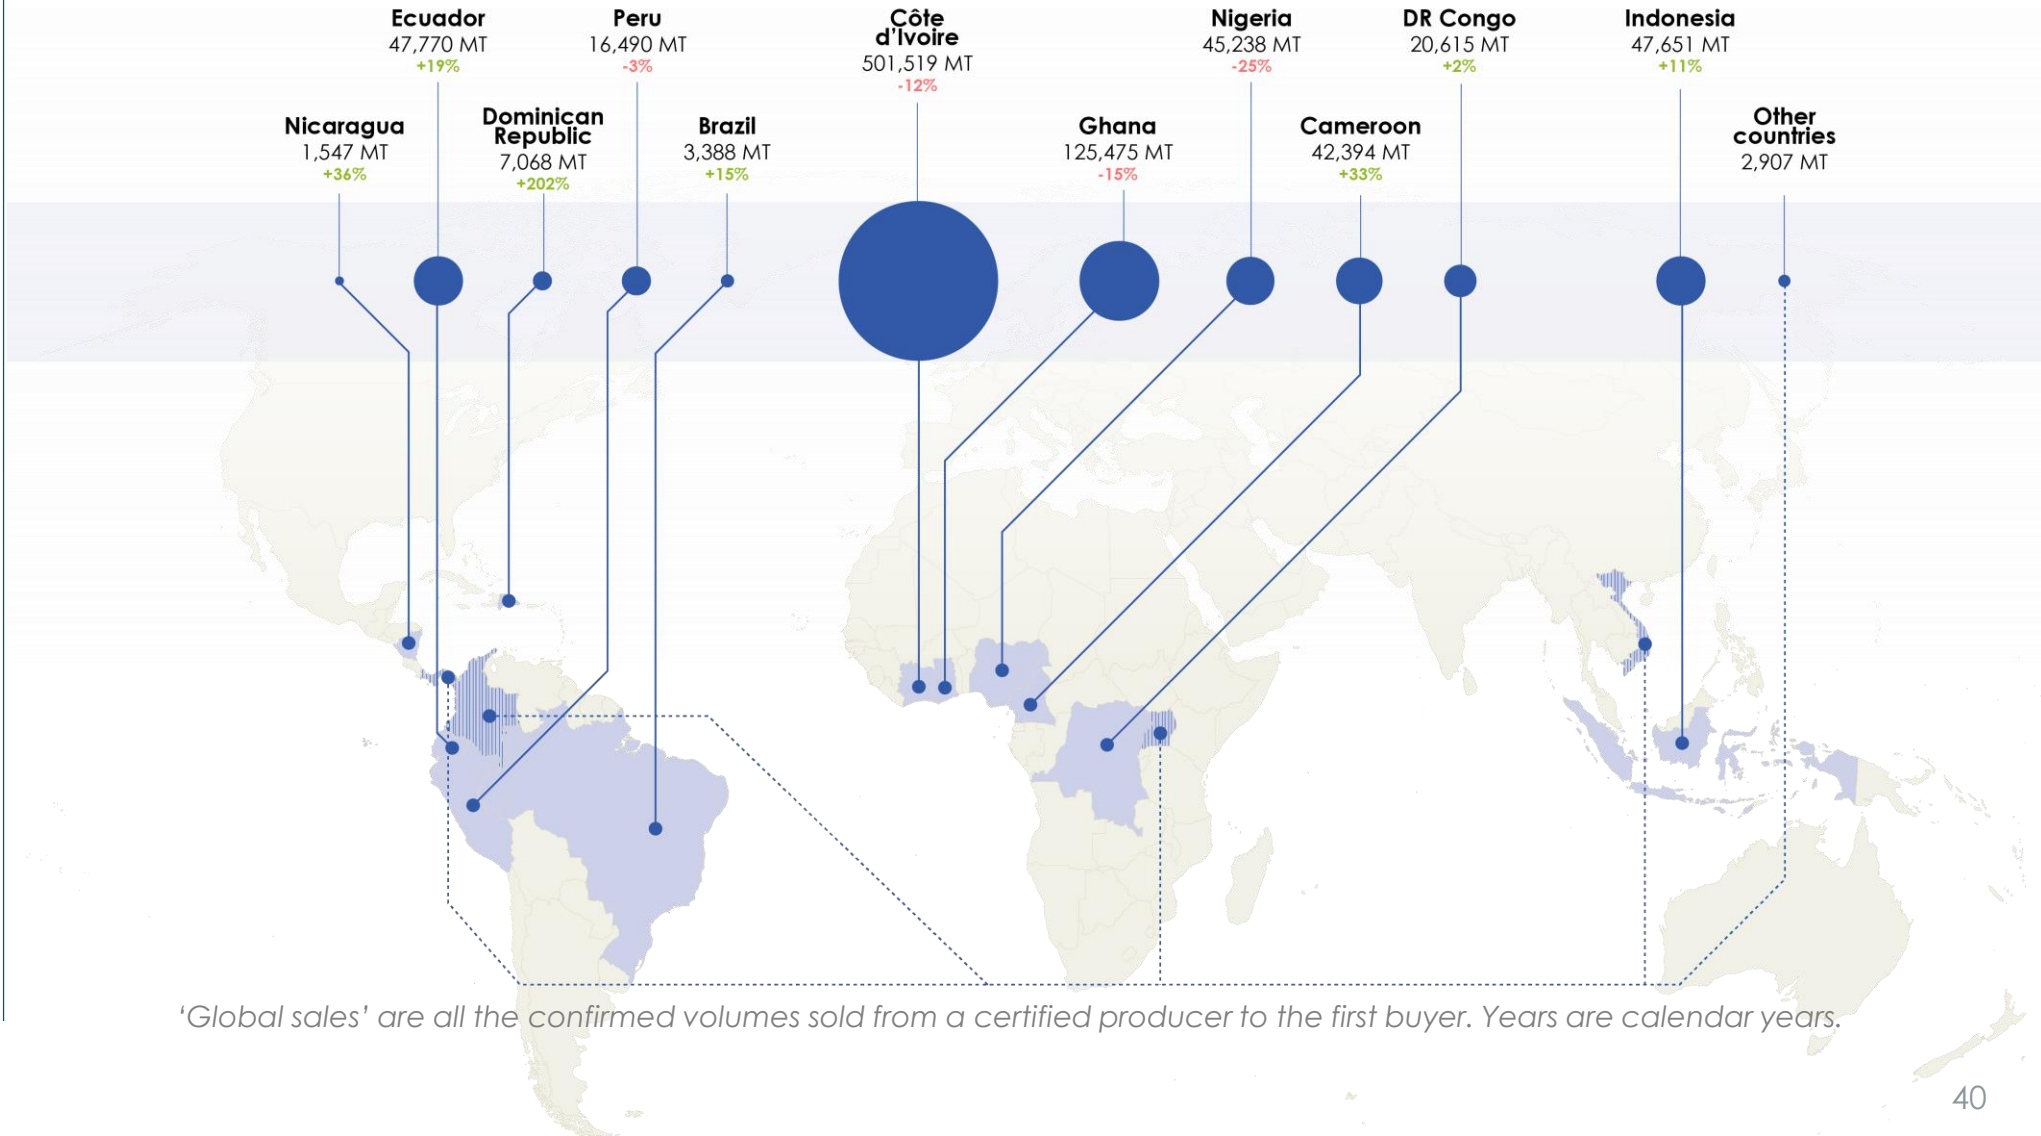 Ecuador
47,770 MT
+19%
Peru
16,490 MT
-3%
Côte
d’Ivoire
501,519 MT
-12%
Nigeria
45,238 MT
-25%
DR Congo
20,615 MT
+2%
Indonesia
47,651 MT
+11%
Nicaragua
1,547 MT
+36%
Dominican
Republic
7,068 MT
+202%
Brazil
3,388 MT
+15%
Ghana
125,475 MT
-15%
Cameroon
42,394 MT
+33%
Other
countries
2,907 MT
‘Global sales’ are all the confirmed volumes sold from a certified producer to the first buyer. Years are calendar years.
40